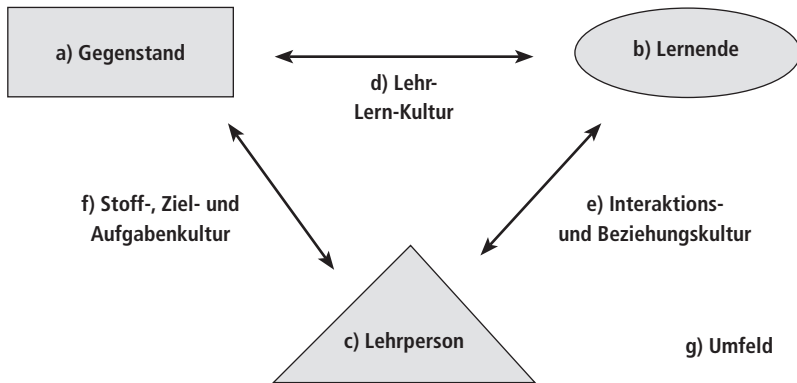 a) Gegenstand
b) Lernende
d) Lehr-
Lern-Kultur
f) Stoff-, Ziel- und
Aufgabenkultur
e) Interaktions-
und Beziehungskultur
c) Lehrperson
g) Umfeld